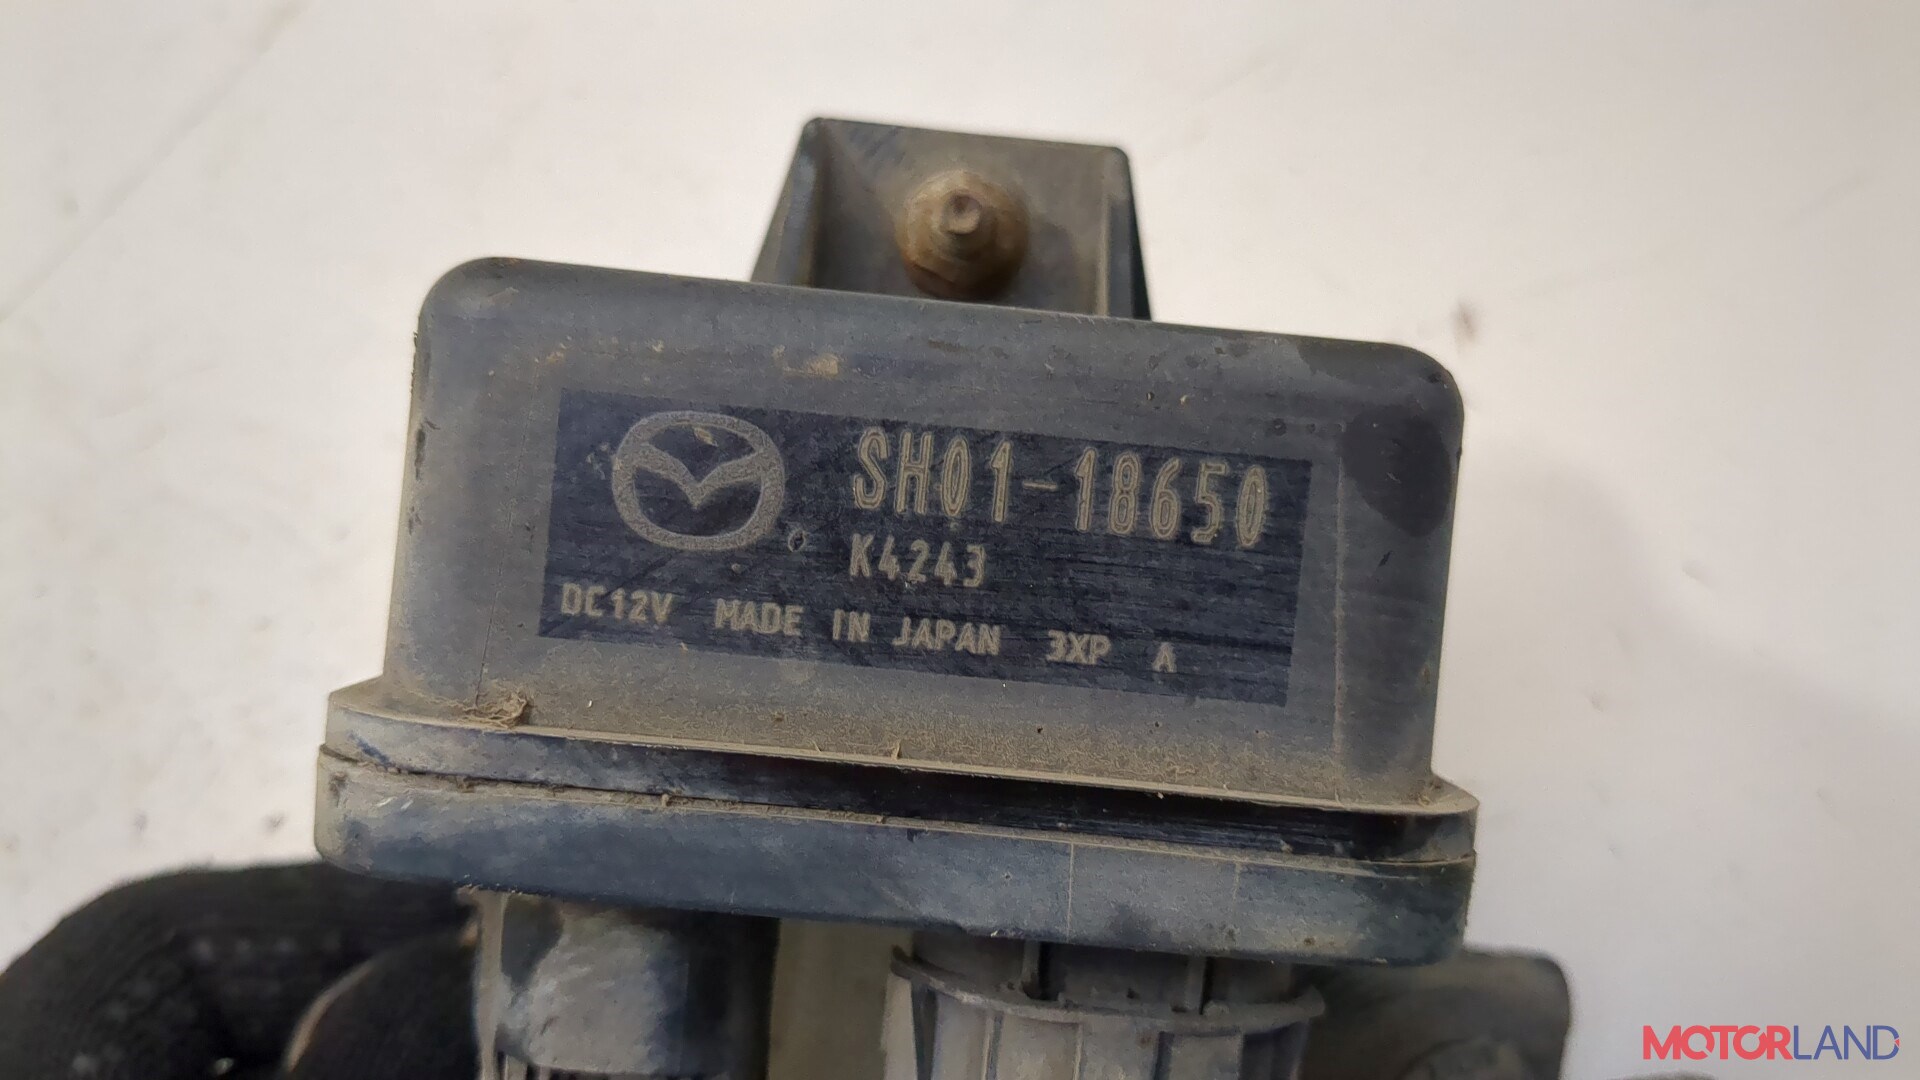 SH01-18650
K4243
DC12V MADE IN JAPAN 3XP A
MOTORLAND